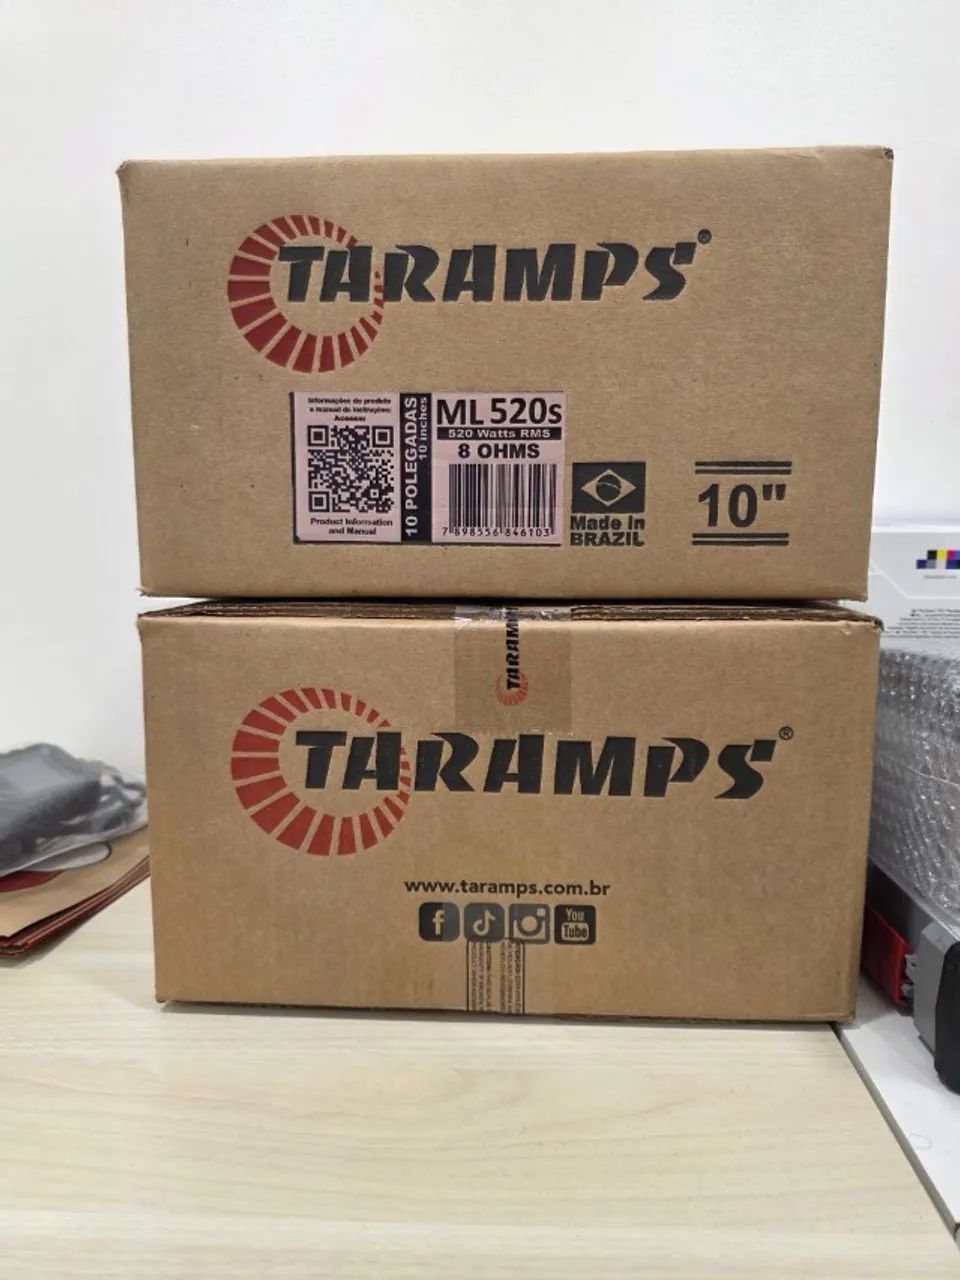 TARAMPS®
Informações do produto
e manual de instruções:
Acesse:
Product Information
and Manual
10 POLEGADAS
10 inches
ML 520s
520 Watts RMS
8 OHMS
7 898556 846103
Made in
BRAZIL
10"
TARAMPS
TARAMPS®
www.taramps.com.br
f
You
Tube